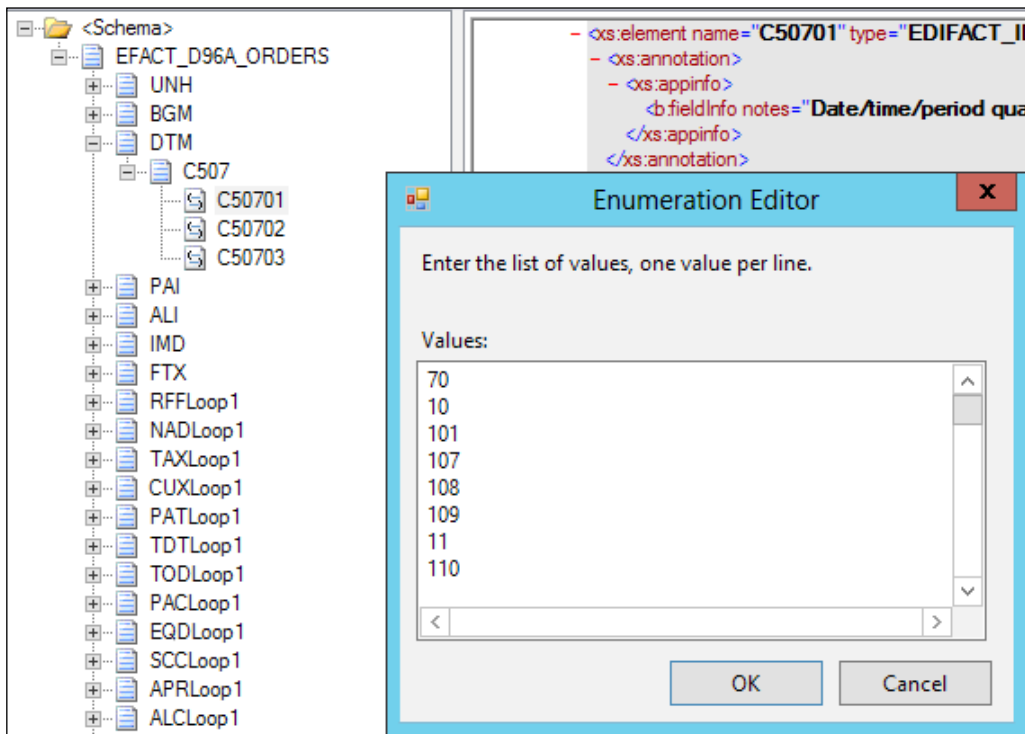 <Schema>
EFACT_D96A_ORDERS
UNH
BGM
DTM
C507
C50701
C50702
C50703
PAI
ALI
IMD
FTX
RFFLoop1
NADLoop1
TAXLoop1
CUXLoop1
PATLoop1
TDTLoop1
TODLoop1
PACLoop1
EQDLoop1
SCCLoop1
APRLoop1
ALCLoop1
- <xs:element name="C50701" type="EDIFACT_
- <xs:annotation>
- <xs:appinfo>
<b:fieldInfo notes="Date/time/period qua
</xs:appinfo>
</xs:annotation>
Enumeration Editor
x
Enter the list of values, one value per line.
Values:
70
10
101
107
108
109
11
110
OK
Cancel